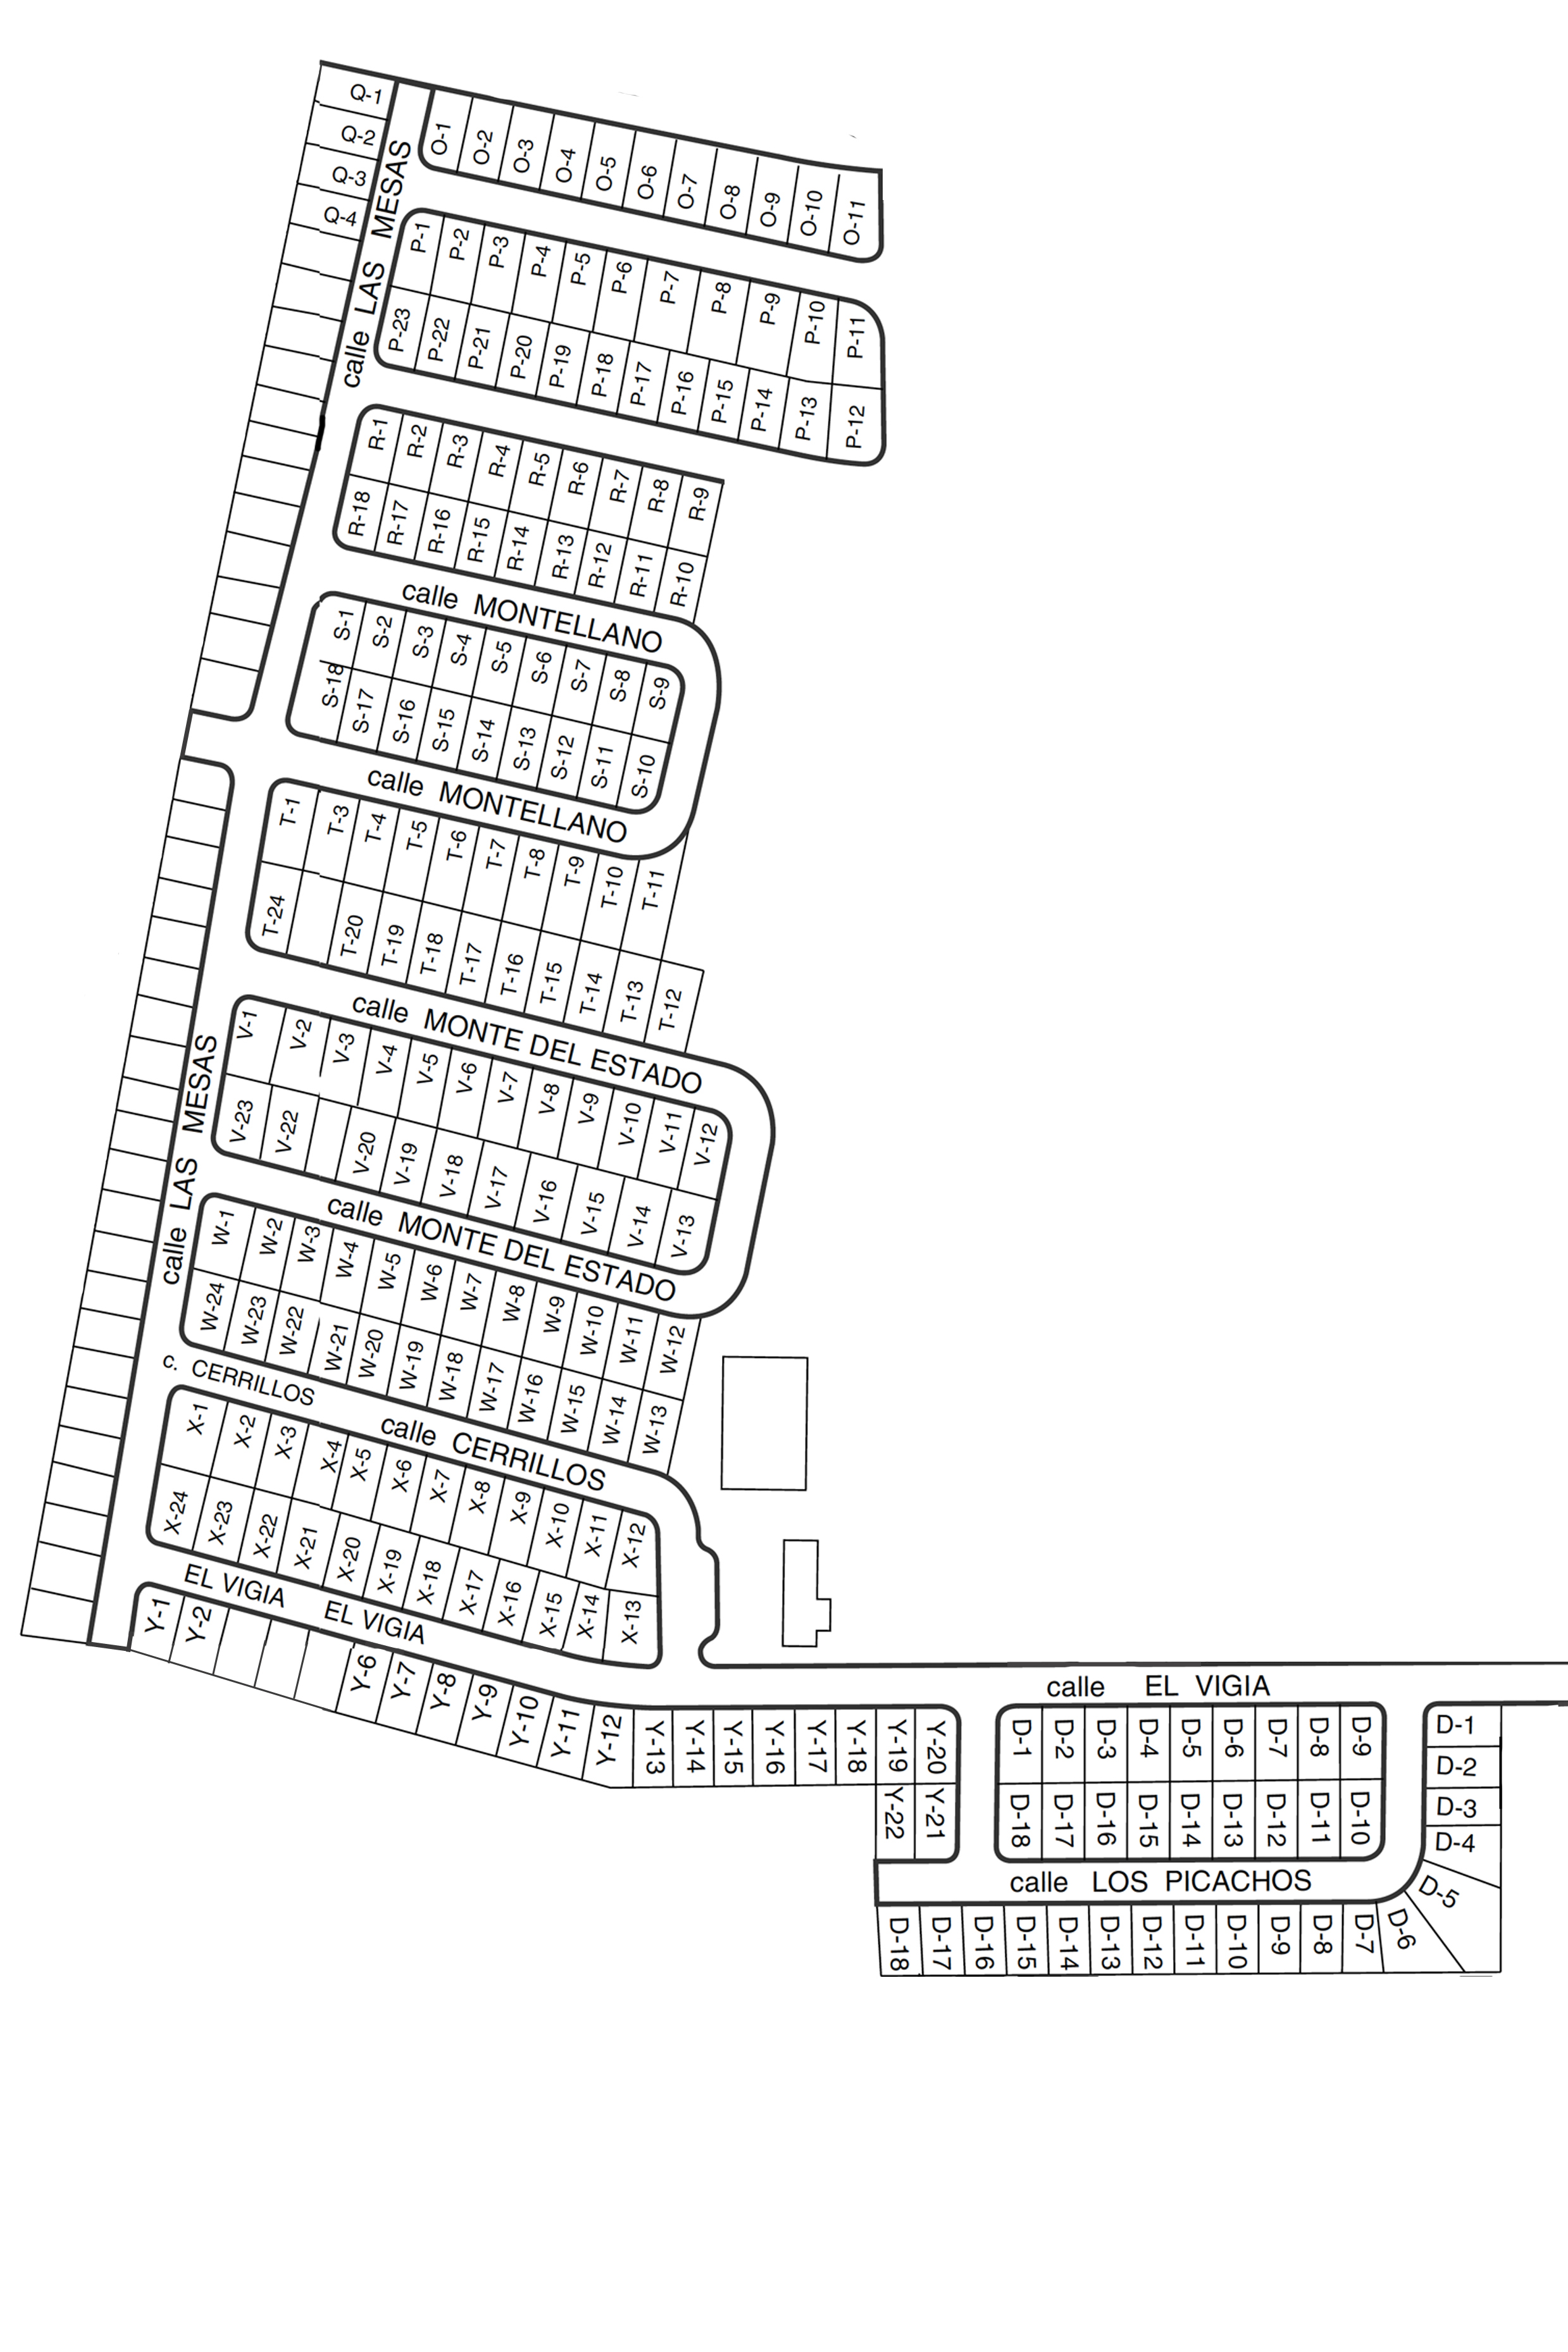 Q-1
Q-2
Q-3
Q-4
calle LAS MESAS
O-1 O-2 O-3 O-4 O-5 O-6 O-7 O-8 O-9 O-10 O-11
P-1 P-2 P-3 P-4 P-5 P-6 P-7 P-8 P-9 P-10 P-11
P-23 P-22 P-21 P-20 P-19 P-18 P-17 P-16 P-15 P-14 P-13 P-12
R-1 R-2 R-3 R-4 R-5 R-6 R-7 R-8 R-9
R-18 R-17 R-16 R-15 R-14 R-13 R-12 R-11 R-10
calle MONTELLANO
S-1 S-2 S-3 S-4 S-5 S-6 S-7 S-8 S-9
S-18 S-17 S-16 S-15 S-14 S-13 S-12 S-11 S-10
calle MONTELLANO
T-1 T-3 T-4 T-5 T-6 T-7 T-8 T-9 T-10 T-11
T-24 T-20 T-19 T-18 T-17 T-16 T-15 T-14 T-13 T-12
calle MONTE DEL ESTADO
calle LAS MESAS
V-1 V-2 V-3 V-4 V-5 V-6 V-7 V-8 V-9 V-10 V-11 V-12
V-23 V-22 V-20 V-19 V-18 V-17 V-16 V-15 V-14 V-13
calle MONTE DEL ESTADO
W-1 W-2 W-3 W-4 W-5 W-6 W-7 W-8 W-9 W-10 W-11 W-12
W-24 W-23 W-22 W-21 W-20 W-19 W-18 W-17 W-16 W-15 W-14 W-13
c. CERRILLOS
calle CERRILLOS
X-1 X-2 X-3 X-4 X-5 X-6 X-7 X-8 X-9 X-10 X-11 X-12
X-24 X-23 X-22 X-21 X-20 X-19 X-18 X-17 X-16 X-15 X-14 X-13
EL VIGIA
EL VIGIA
Y-1 Y-2 Y-6 Y-7 Y-8 Y-9 Y-10 Y-11 Y-12 Y-13 Y-14 Y-15 Y-16 Y-17 Y-18 Y-19 Y-20
Y-22 Y-21
calle EL VIGIA
D-1 D-2 D-3 D-4 D-5 D-6 D-7 D-8 D-9
D-18 D-17 D-16 D-15 D-14 D-13 D-12 D-11 D-10
calle LOS PICACHOS
D-1
D-2
D-3
D-4
D-5
D-18 D-17 D-16 D-15 D-14 D-13 D-12 D-11 D-10 D-9 D-8 D-7 D-6